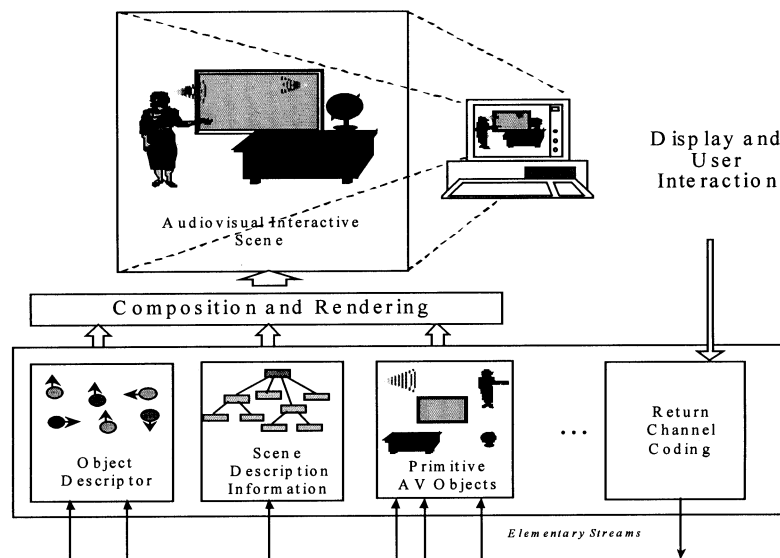 Audiovisual Interactive
Scene
Display and
User
Interaction
Composition and Rendering
Object
Descriptor
Scene
Description
Information
Primitive
AV Objects
...
Return
Channel
Coding
Elementary Streams